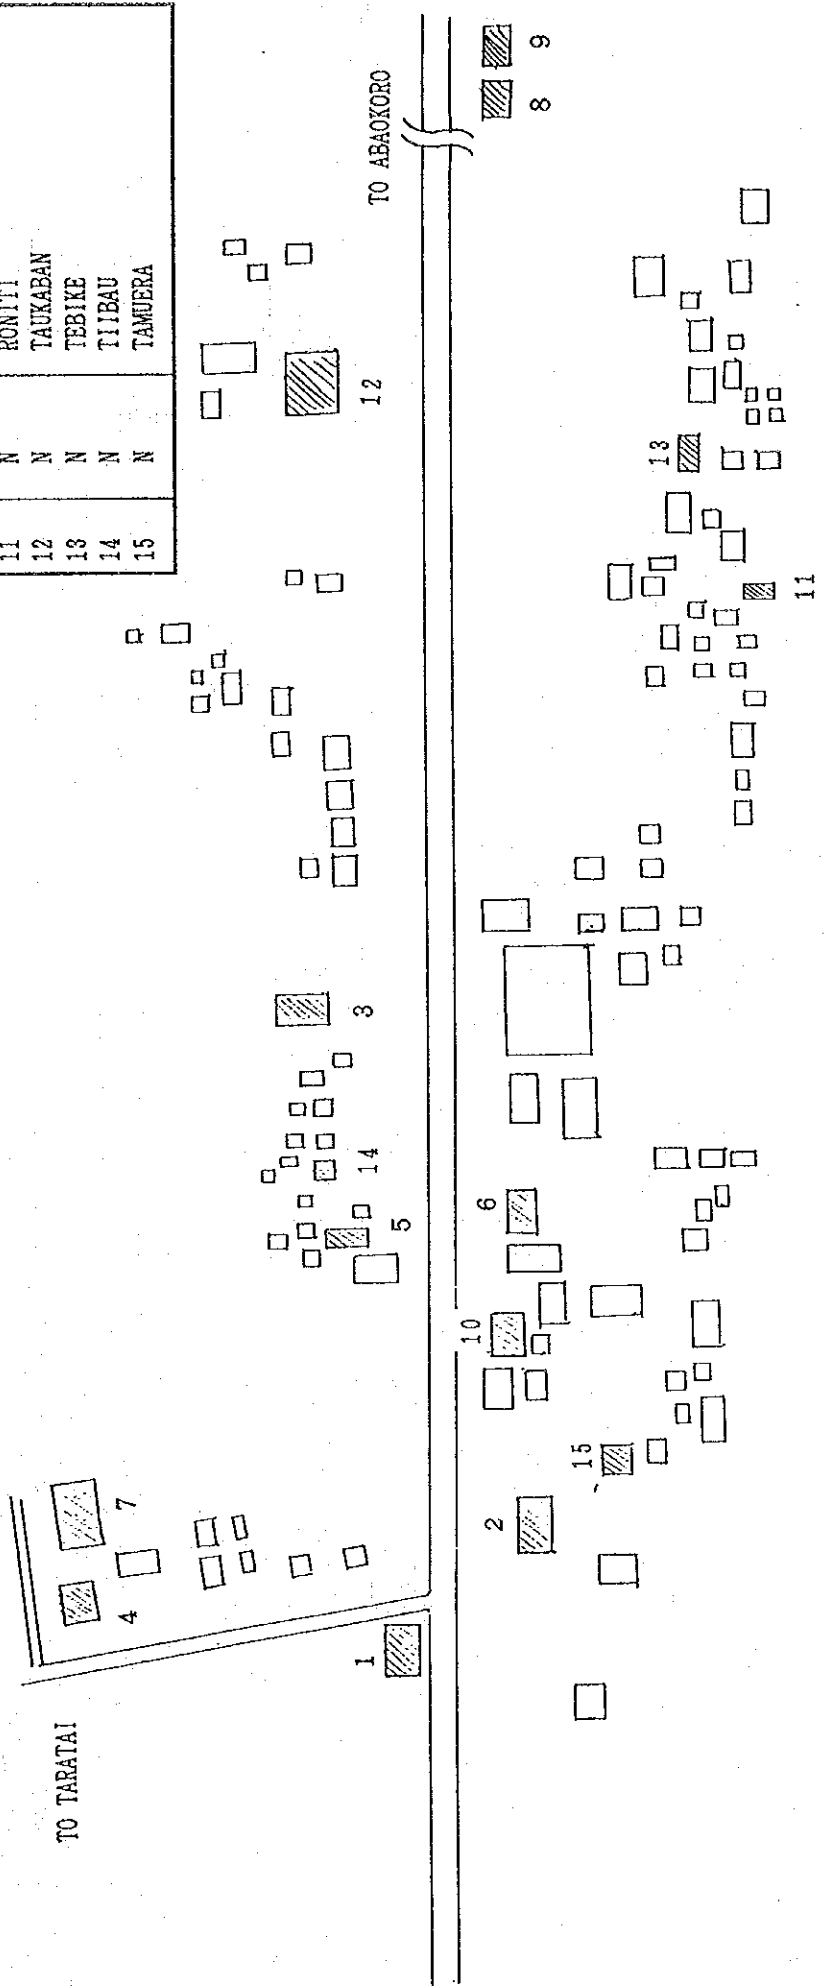 11 N RONITI
12 N TAUKABAN
13 N TEBIKE
14 N TIIBAU
15 N TAMUERA
TO TARATAI
TO ABAOKORO
4
7
12
1
5
14
3
10
6
8
9
2
15
13
11